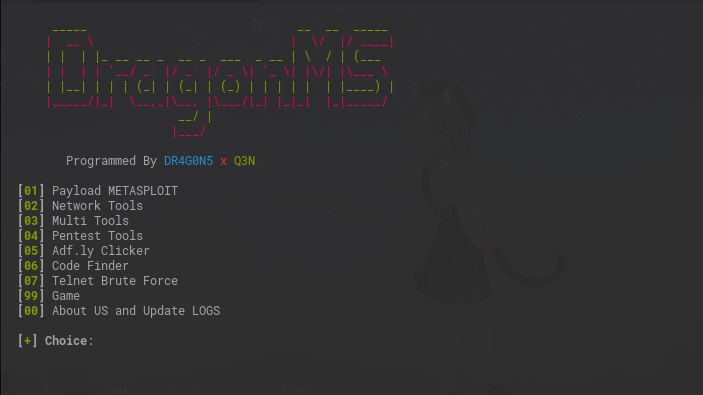 DragonMS
Programmed By DR4G0N5 x Q3N
[01] Payload METASPLOIT
[02] Network Tools
[03] Multi Tools
[04] Pentest Tools
[05] Adf.ly Clicker
[06] Code Finder
[07] Telnet Brute Force
[99] Game
[00] About US and Update LOGS
[+] Choice: